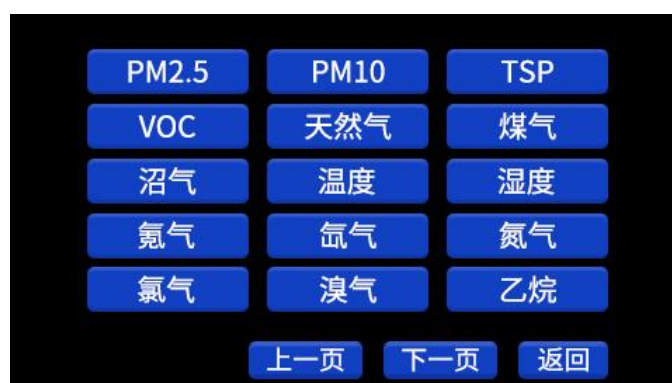 PM2.5 PM10 TSP
VOC 天然气 煤气
沼气 温度 湿度
氪气 氙气 氮气
氯气 溴气 乙烷
上一页 下一页 返回